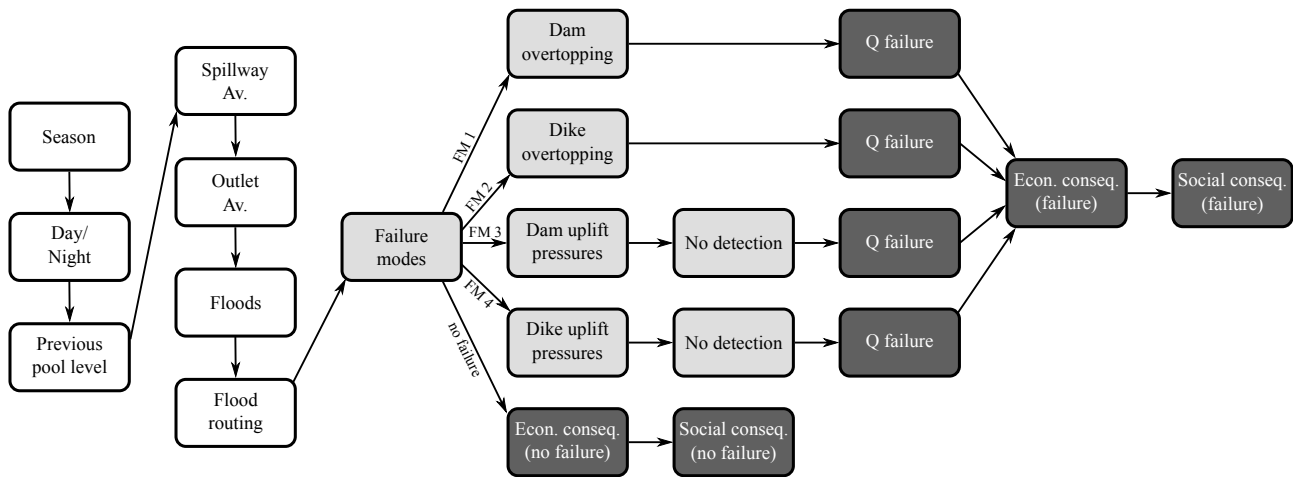 Season
Day/
Night
Previous
pool level
Spillway
Av.
Outlet
Av.
Floods
Flood
routing
Failure
modes
FM 1
FM 2
FM 3
FM 4
no failure
Dam
overtopping
Q failure
Dike
overtopping
Q failure
Dam uplift
pressures
No detection
Q failure
Dike uplift
pressures
No detection
Q failure
Econ. conseq.
(failure)
Social conseq.
(failure)
Econ. conseq.
(no failure)
Social conseq.
(no failure)